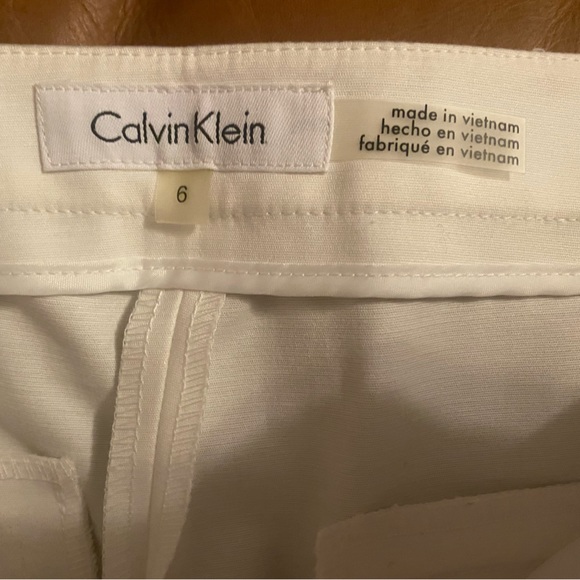 CalvinKlein
made in vietnam
hecho en vietnam
fabriqué en vietnam
6